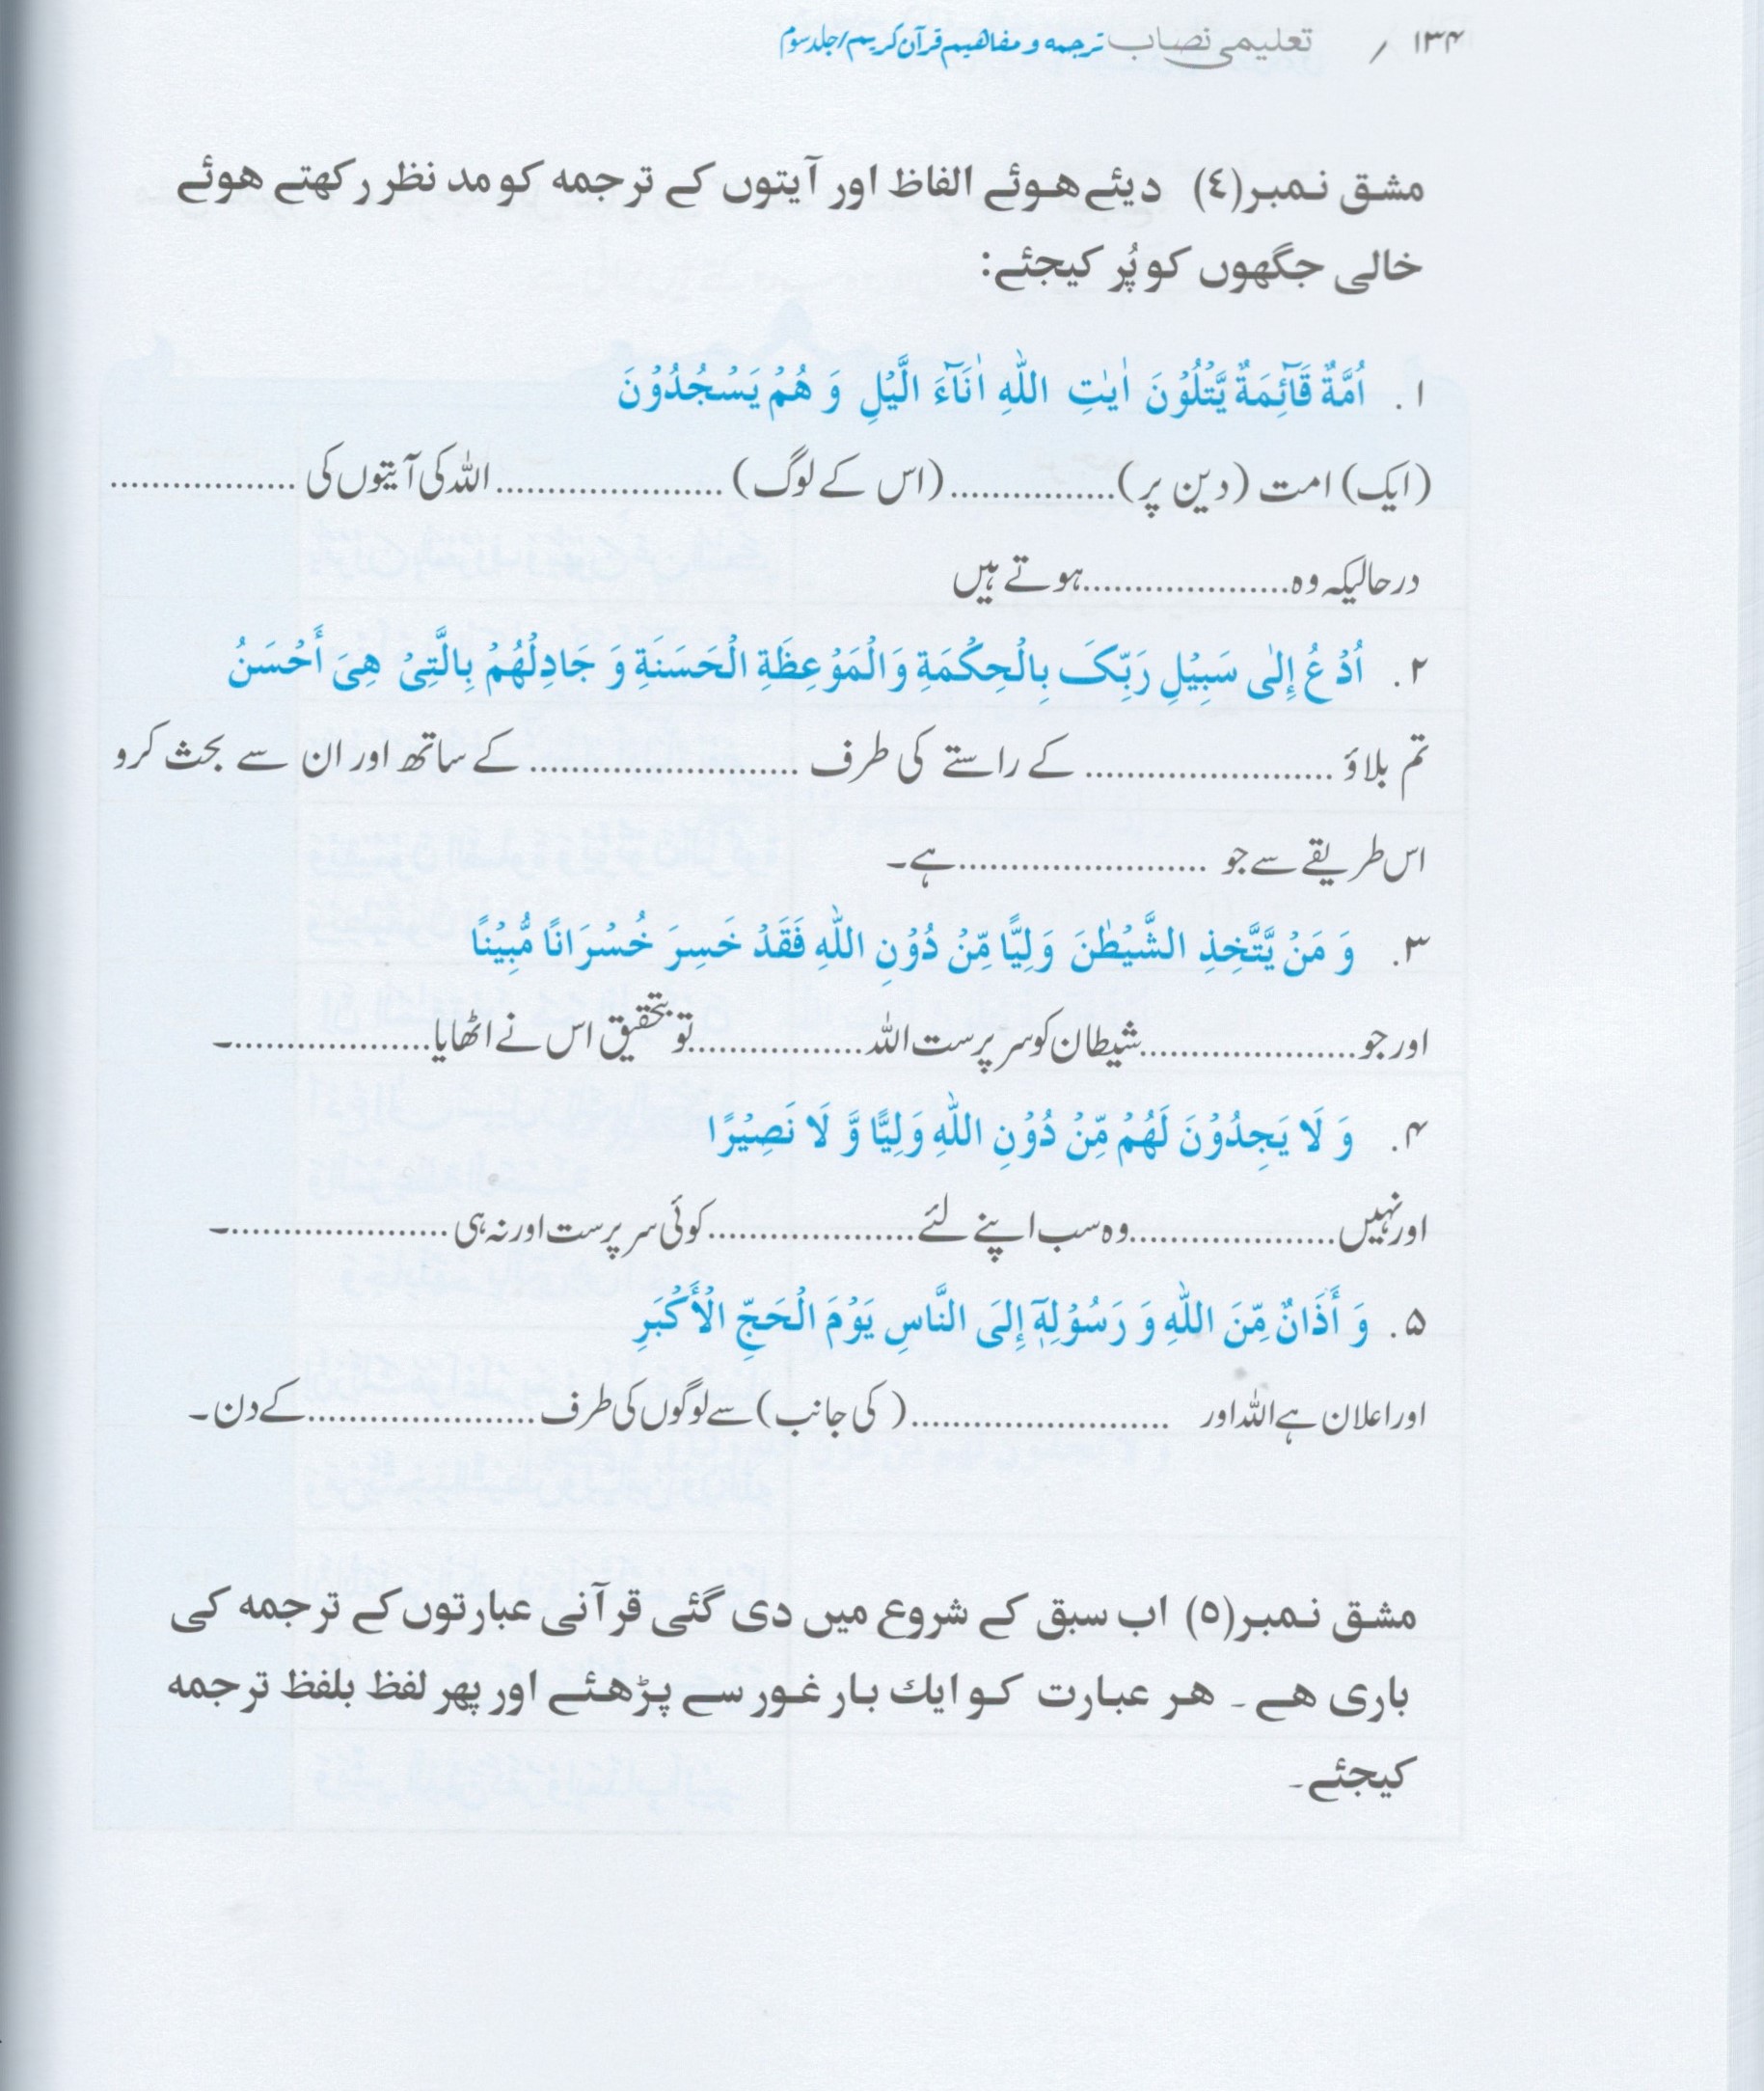 ۱۳۴ / تعلیمی نصاب ترجمه و مفاهیم قرآن کریم/جلد سوم
مشق نمبر(٤) دیئے ہوئے الفاظ اور آیتوں کے ترجمہ کو مد نظر رکھتے ہوئے
خالی جگہوں کو پُر کیجئے:
۱. اُمَّةٌ قَآئِمَةٌ يَّتْلُوْنَ اٰيٰتِ اللّٰهِ اٰنَآءَ الَّيْلِ وَ هُمْ يَسْجُدُوْنَ
(ایک) امت (دین پر)................(اس کے لوگ) ......................اللہ کی آیتوں کی ..................
درحالیکہ وہ....................ہوتے ہیں
۲. اُدْعُ إِلٰى سَبِيْلِ رَبِّكَ بِالْحِكْمَةِ وَالْمَوْعِظَةِ الْحَسَنَةِ وَ جَادِلْهُمْ بِالَّتِىْ هِىَ أَحْسَنُ
تم بلاؤ ........................ کے راستے کی طرف .......................... کے ساتھ اور ان سے بحث کرو
اس طریقے سے جو ........................ہے۔
۳. وَ مَنْ يَّتَّخِذِ الشَّيْطٰنَ وَلِيًّا مِّنْ دُوْنِ اللّٰهِ فَقَدْ خَسِرَ خُسْرَانًا مُّبِيْنًا
اور جو.....................شیطان کو سرپرست اللہ.................تو بتحقیق اس نے اٹھایا...................۔
۴. وَ لَا يَجِدُوْنَ لَهُمْ مِّنْ دُوْنِ اللّٰهِ وَلِيًّا وَّ لَا نَصِيْرًا
اور نہیں ....................وہ سب اپنے لئے ....................کوئی سرپرست اور نہ ہی .....................۔
۵. وَ أَذَانٌ مِّنَ اللّٰهِ وَ رَسُوْلِهٖٓ إِلَى النَّاسِ يَوْمَ الْحَجِّ الْأَكْبَرِ
اور اعلان ہے اللہ اور .........................( کی جانب) سے لوگوں کی طرف ......................کے دن۔
مشق نمبر(٥) اب سبق کے شروع میں دی گئی قرآنی عبارتوں کے ترجمہ کی
باری ہے ۔ ہر عبارت کو ایك بار غور سے پڑھئے اور پھر لفظ بلفظ ترجمہ
کیجئے۔